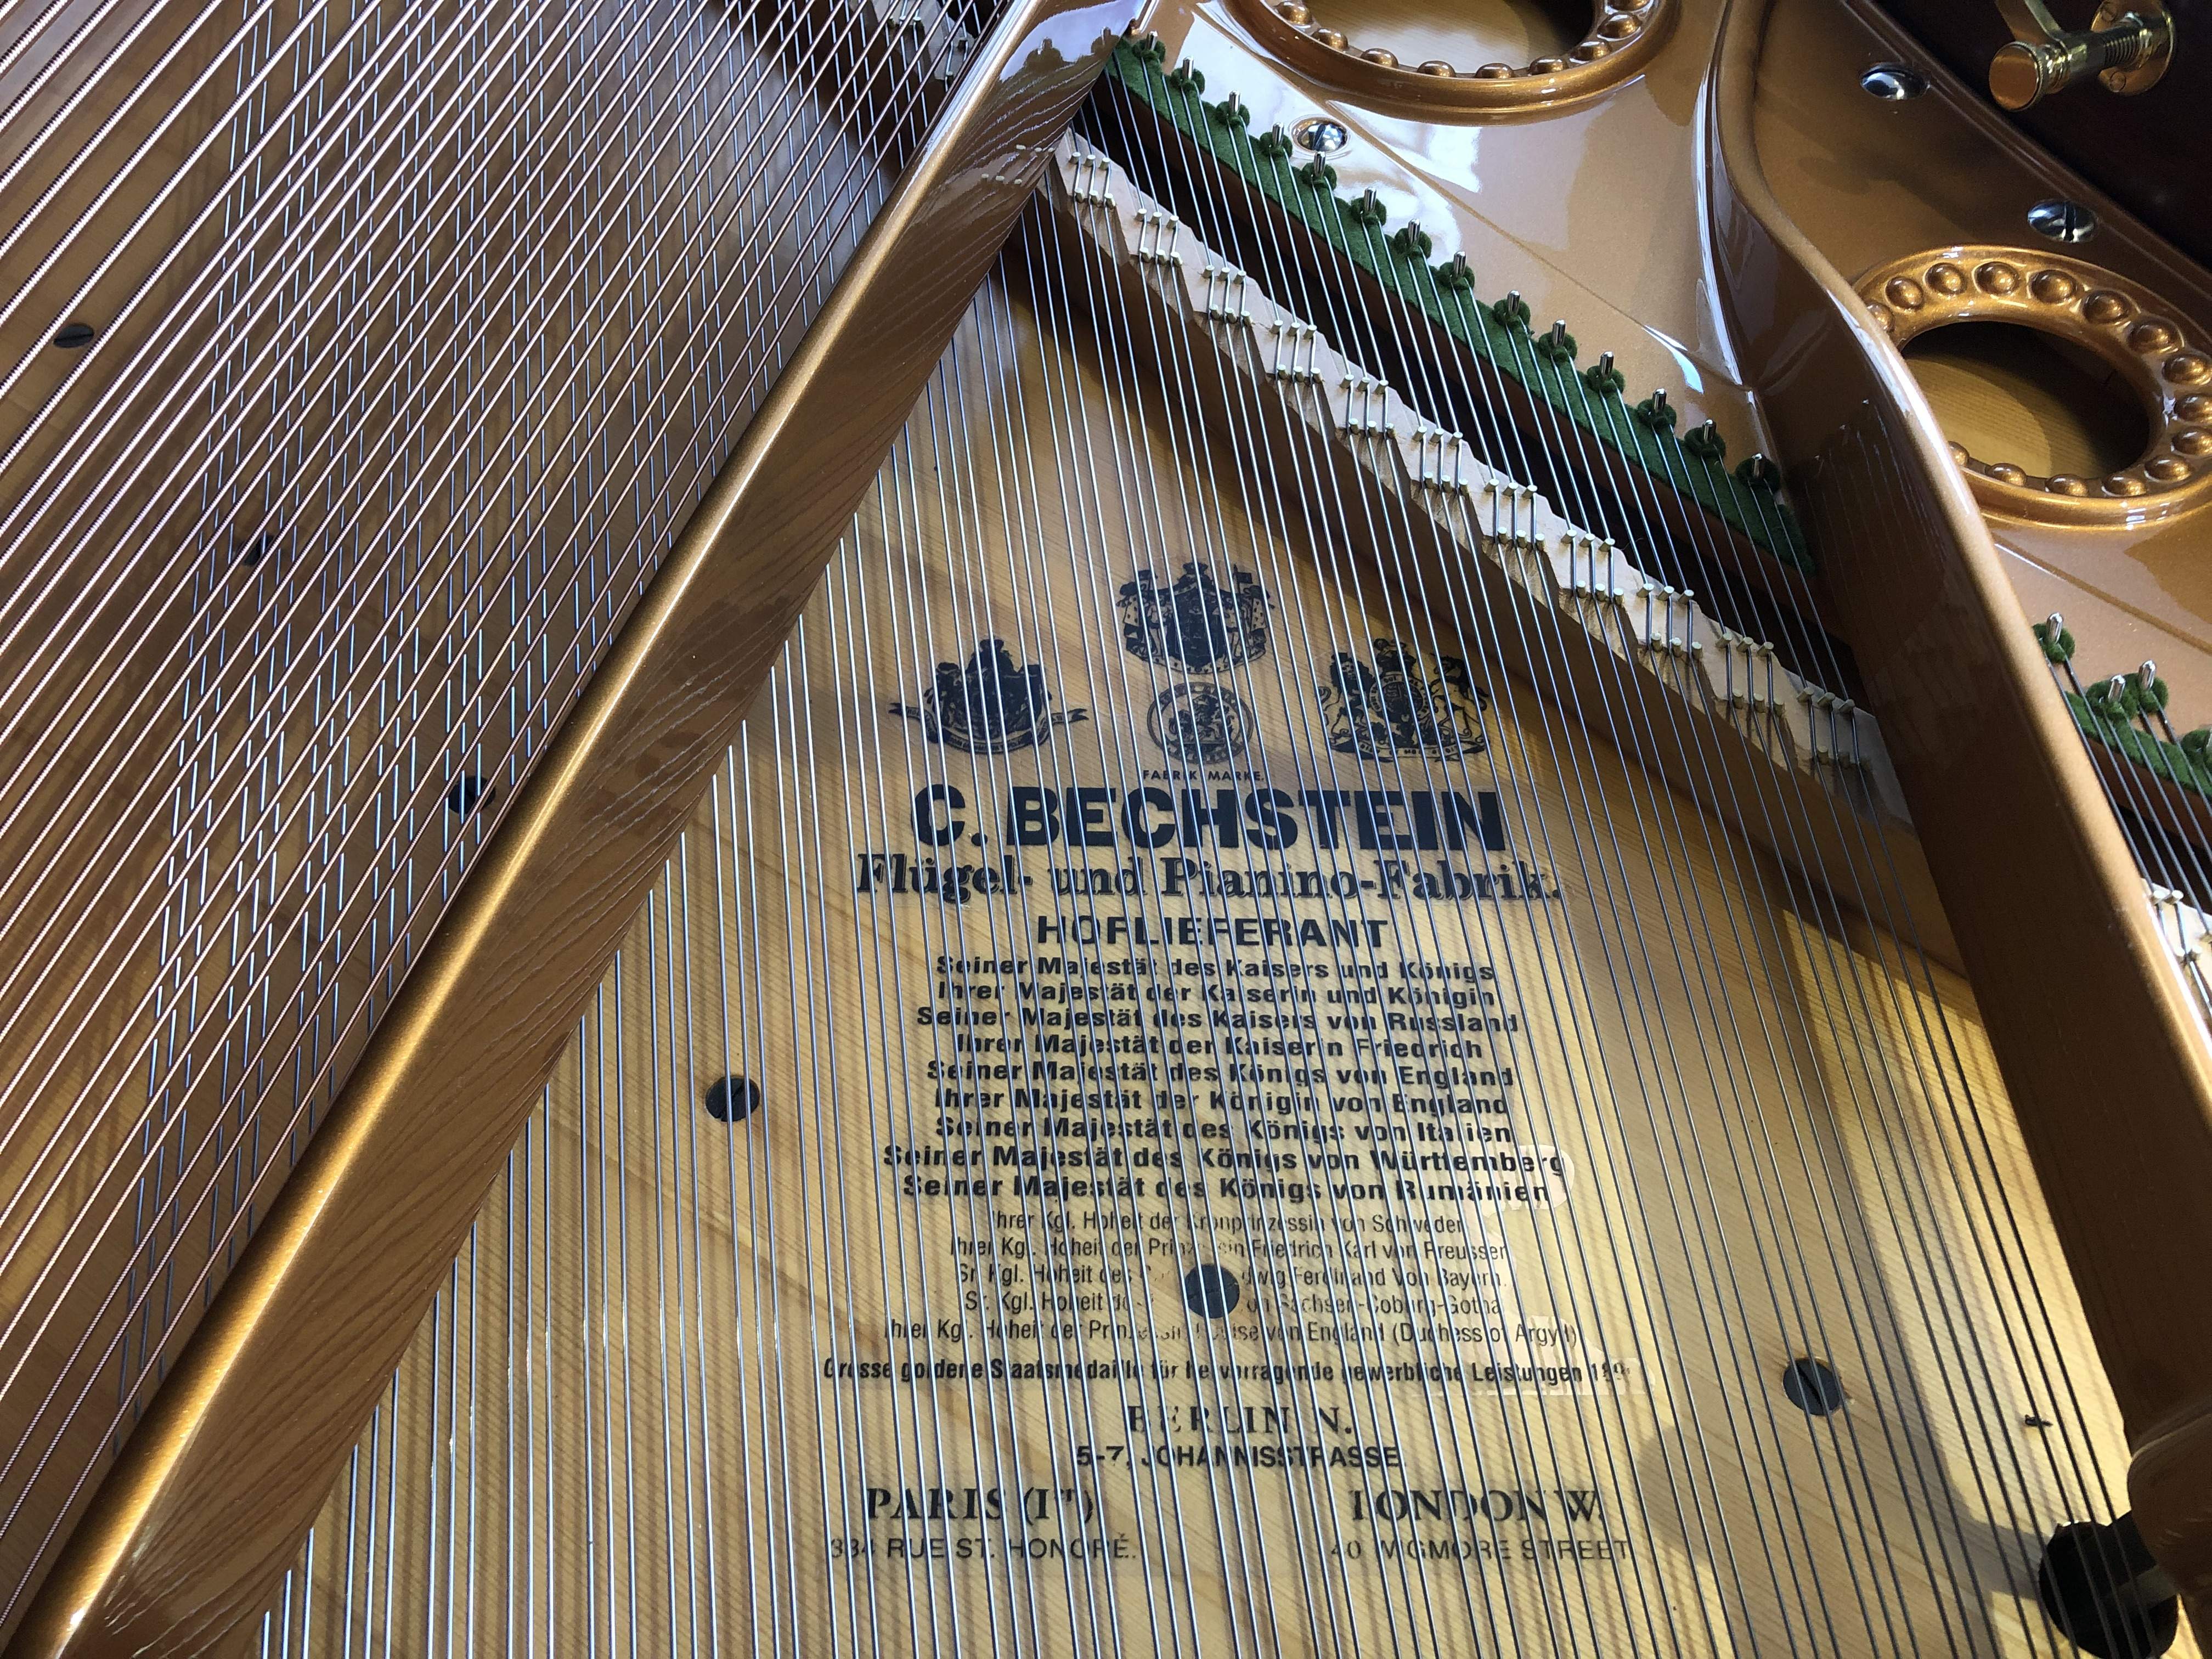 FABRIK MARKE.
C. BECHSTEIN
Flügel- und Pianino-Fabrik.
HOFLIEFERANT
Seiner Majestät des Kaisers und Königs
Ihrer Majestät der Kaiserin und Königin
Seiner Majestät des Kaisers von Russland
Ihrer Majestät der Kaiserin Friedrich
Seiner Majestät des Königs von England
Ihrer Majestät der Königin von England
Seiner Majestät des Königs von Italien
Seiner Majestät des Königs von Württemberg
Seiner Majestät des Königs von Rumänien
Ihrer Kgl. Hoheit der Kronprinzessin von Schweden
Ihrer Kgl. Hoheit der Prinzessin Friedrich Karl von Preussen
Sr. Kgl. Hoheit des Ferdinand Von Bayern.
Sr. Kgl. Hoheit des von Sachsen-Coburg-Gotha
Ihrer Kgl. Hoheit der Prinzessin Louise von England (Duchess of Argyll)
Grosse goldene Staatsmedaille für hervorragende gewerbliche Leistungen
BERLIN N.
5-7, JOHANNISSTRASSE
PARIS (Ier) LONDON W.
334 RUE ST. HONORÉ. 40 WIGMORE STREET